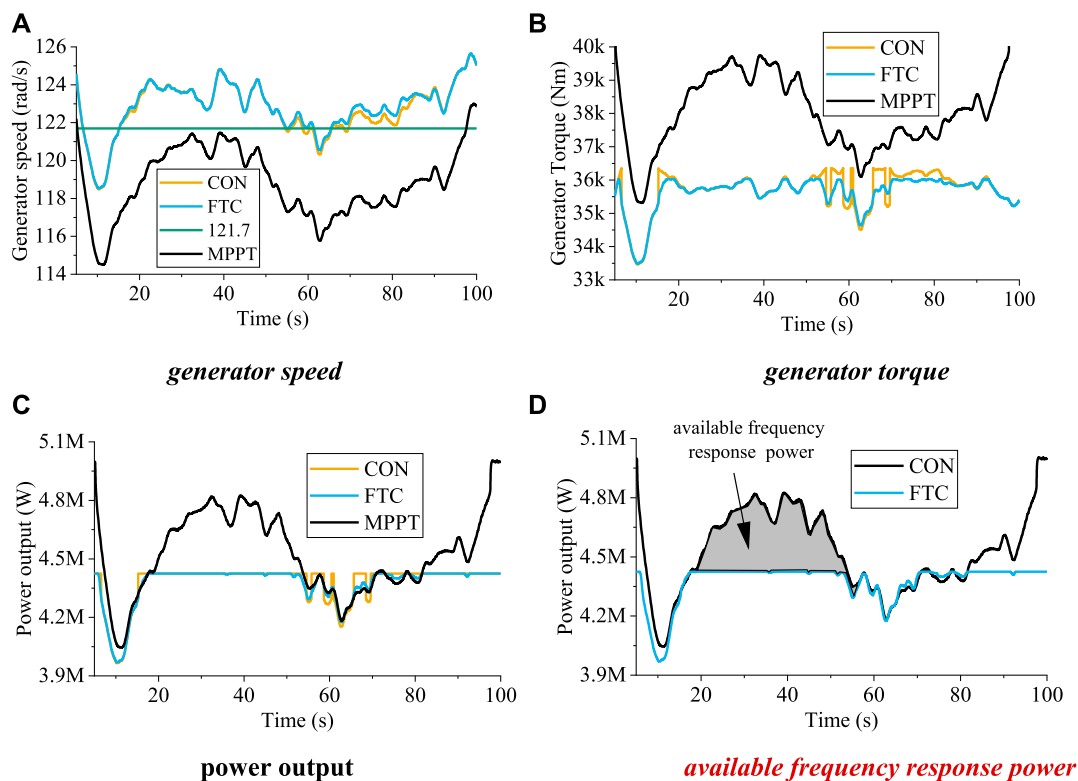 A
Generator speed (rad/s)
126
124
122
120
118
116
114
CON
FTC
121.7
MPPT
20
40
60
80
100
Time (s)
generator speed
B
Generator Torque (Nm)
40k
39k
38k
37k
36k
35k
34k
33k
CON
FTC
MPPT
20
40
60
80
100
Time (s)
generator torque
C
Power output (W)
5.1M
4.8M
4.5M
4.2M
3.9M
CON
FTC
MPPT
20
40
60
80
100
Time (s)
power output
D
Power output (W)
5.1M
4.8M
4.5M
4.2M
3.9M
available frequency
response power
CON
FTC
20
40
60
80
100
Time (s)
available frequency response power